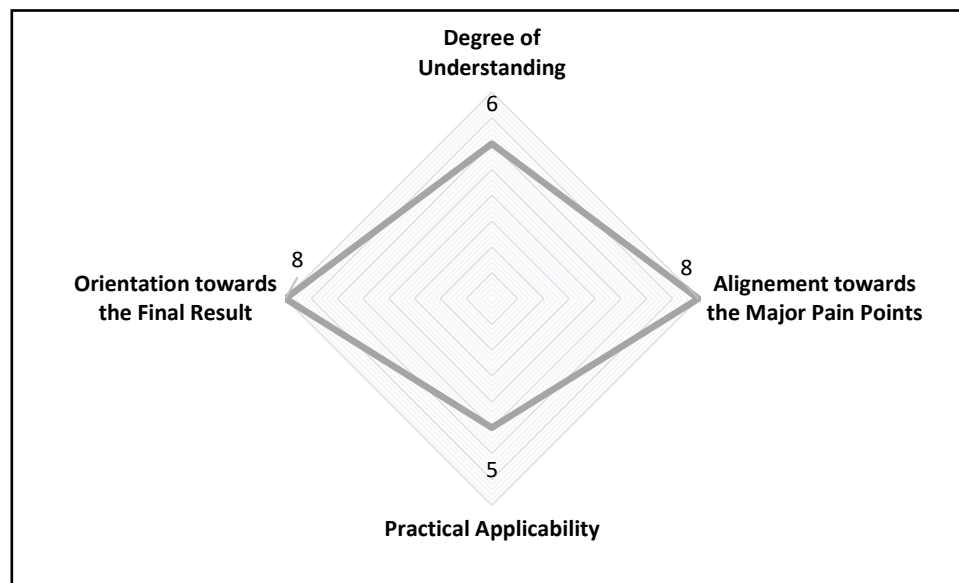 Degree of
Understanding
6
8
Orientation towards
the Final Result
8
Alignement towards
the Major Pain Points
5
Practical Applicability